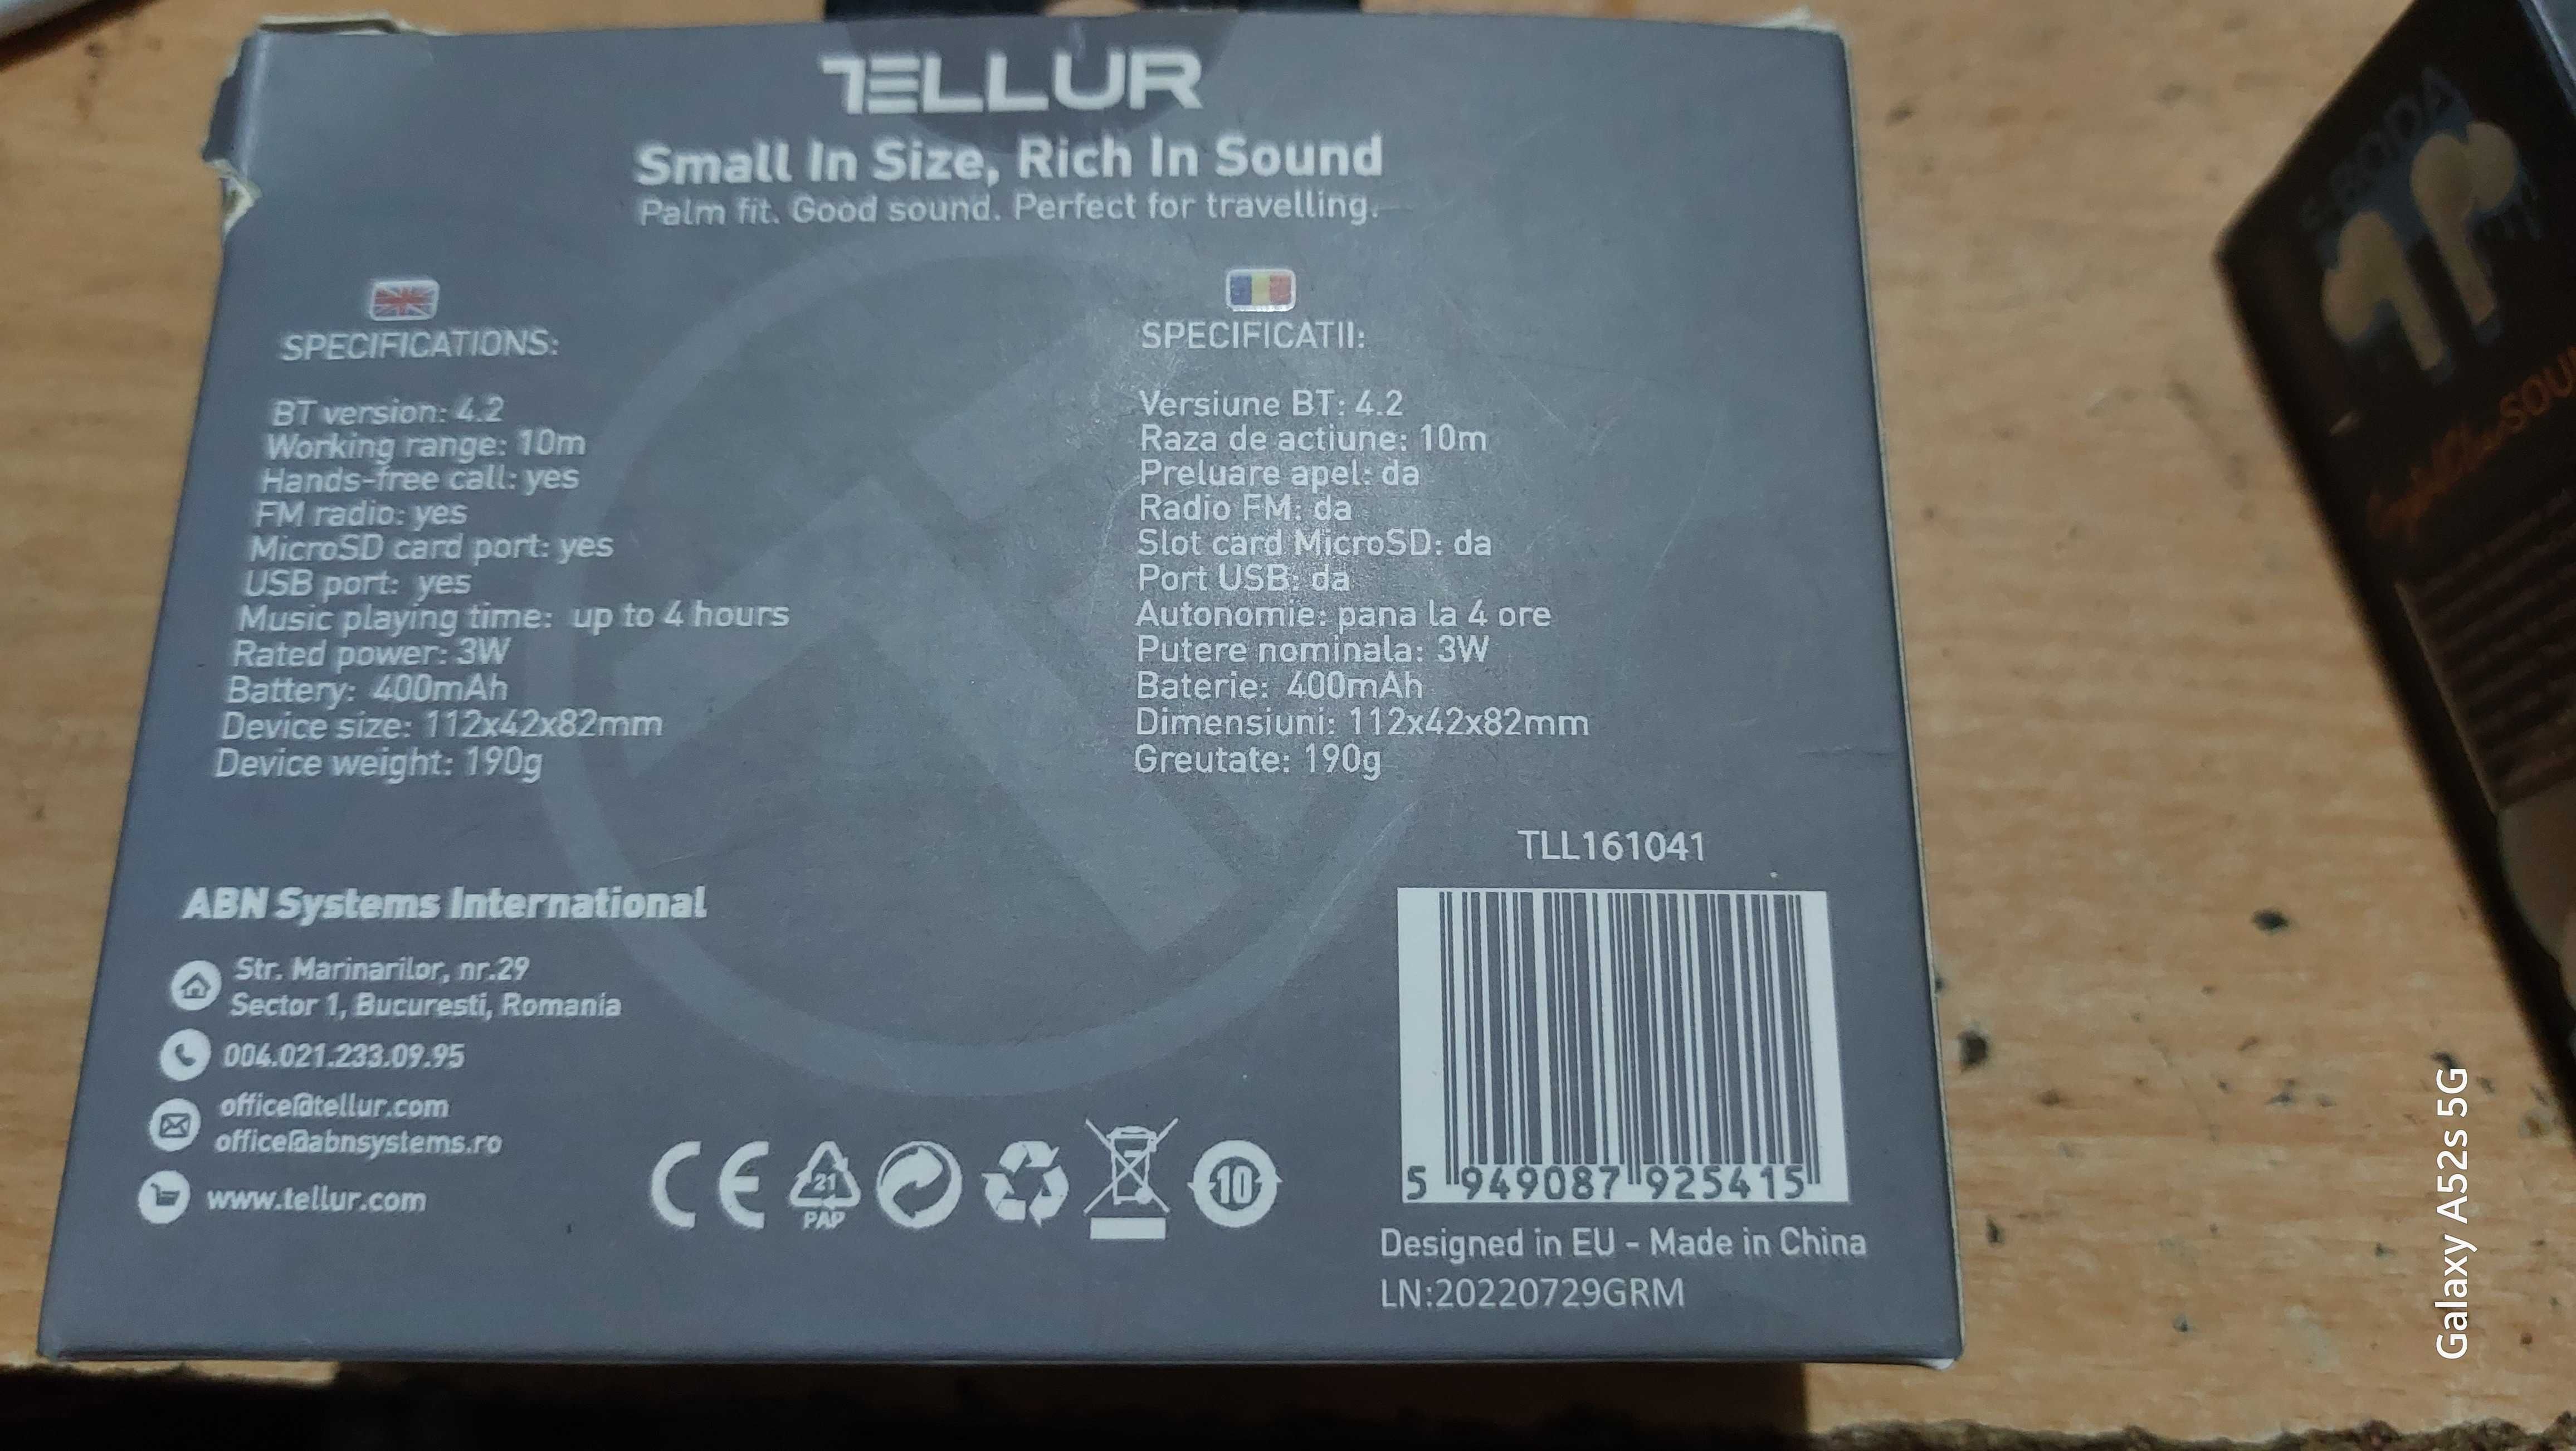 TELLUR
Small In Size, Rich In Sound
Palm fit. Good sound. Perfect for travelling.
SPECIFICATIONS:
BT version: 4.2
Working range: 10m
Hands-free call: yes
FM radio: yes
MicroSD card port: yes
USB port: yes
Music playing time: up to 4 hours
Rated power: 3W
Battery: 400mAh
Device size: 112x42x82mm
Device weight: 190g
SPECIFICATII:
Versiune BT: 4.2
Raza de actiune: 10m
Preluare apel: da
Radio FM: da
Slot card MicroSD: da
Port USB: da
Autonomie: pana la 4 ore
Putere nominala: 3W
Baterie: 400mAh
Dimensiuni: 112x42x82mm
Greutate: 190g
ABN Systems International
Str. Marinarilor, nr.29
Sector 1, Bucuresti, Romania
004.021.233.09.95
office@tellur.com
office@abnsystems.ro
www.tellur.com
CE
21
PAP
10
TLL161041
5 949087 925415
Designed in EU - Made in China
LN:20220729GRM
Galaxy A52s 5G